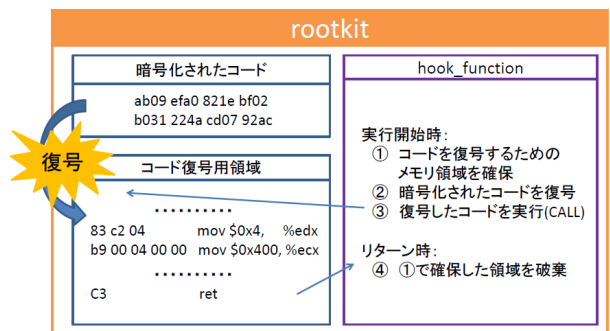 rootkit
暗号化されたコード
ab09 efa0 821e bf02
b031 224a cd07 92ac
復号
コード復号用領域
‥‥‥‥‥
83 c2 04 mov $0x4, %edx
b9 00 04 00 00 mov $0x400, %ecx
‥‥‥‥‥
C3 ret
hook_function
実行開始時:
① コードを復号するための
メモリ領域を確保
② 暗号化されたコードを復号
③ 復号したコードを実行(CALL)
リターン時:
④ ①で確保した領域を破棄